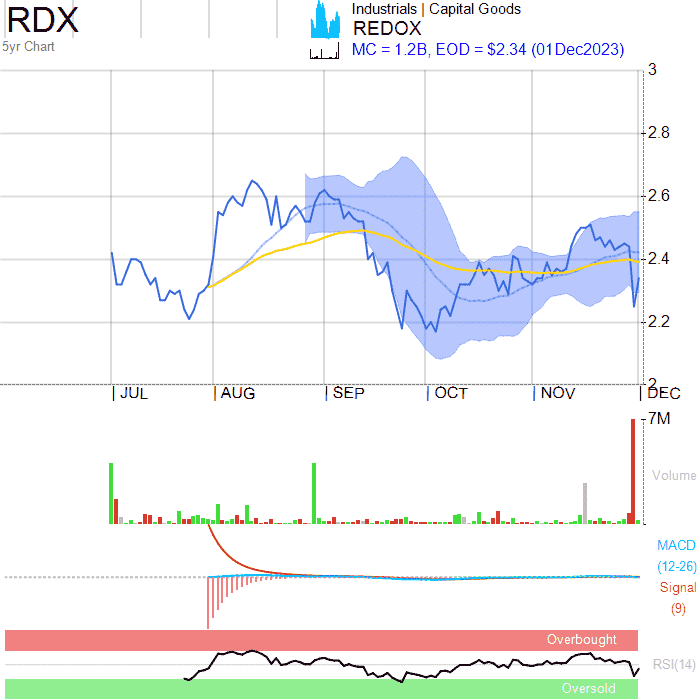 RDX
5yr Chart
Industrials | Capital Goods
REDOX
MC = 1.2B, EOD = $2.34 (01Dec2023)
3
2.8
2.6
2.4
2.2
2
JUL AUG SEP OCT NOV DEC
7M
Volume
MACD
(12-26)
Signal
(9)
Overbought
RSI(14)
Oversold